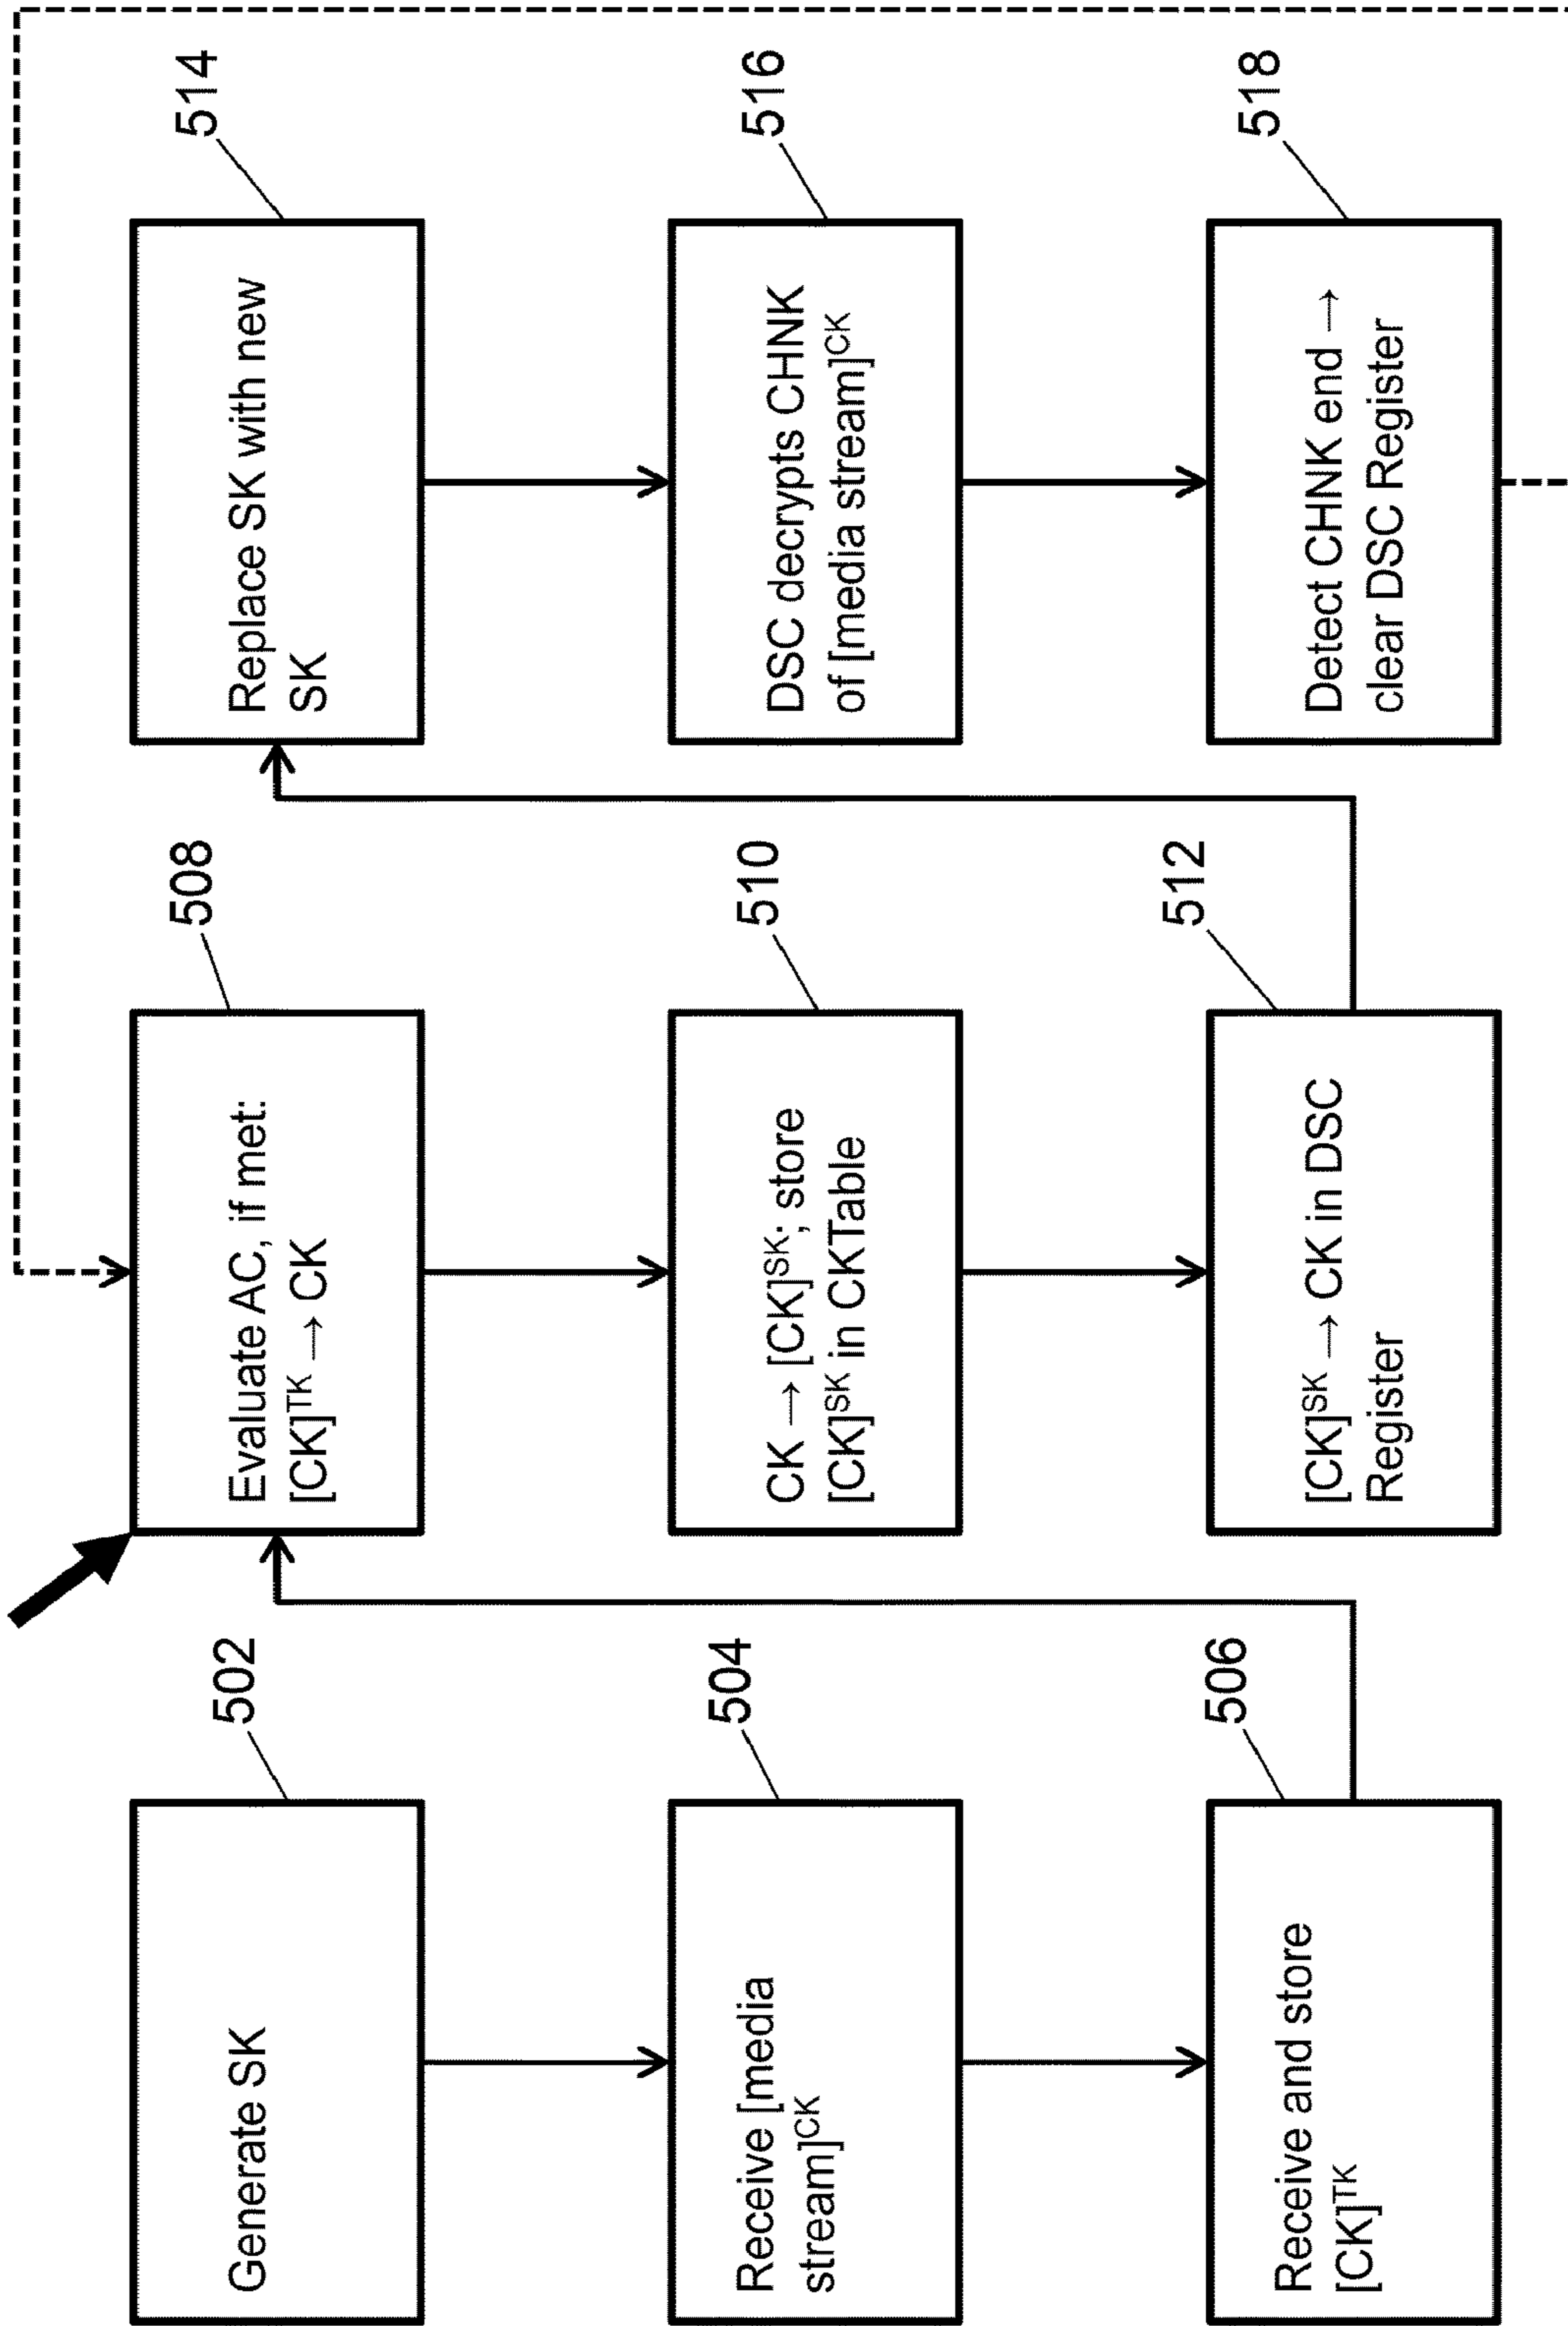 502
Generate SK
504
Receive [media
stream]ᶜᴷ
506
Receive and store
[CK]ᵀᴷ
508
Evaluate AC, if met:
[CK]ᵀᴷ → CK
510
CK → [CK]ˢᴷ; store
[CK]ˢᴷ in CKTable
512
[CK]ˢᴷ → CK in DSC
Register
514
Replace SK with new
SK
516
DSC decrypts CHNK
of [media stream]ᶜᴷ
518
Detect CHNK end →
clear DSC Register